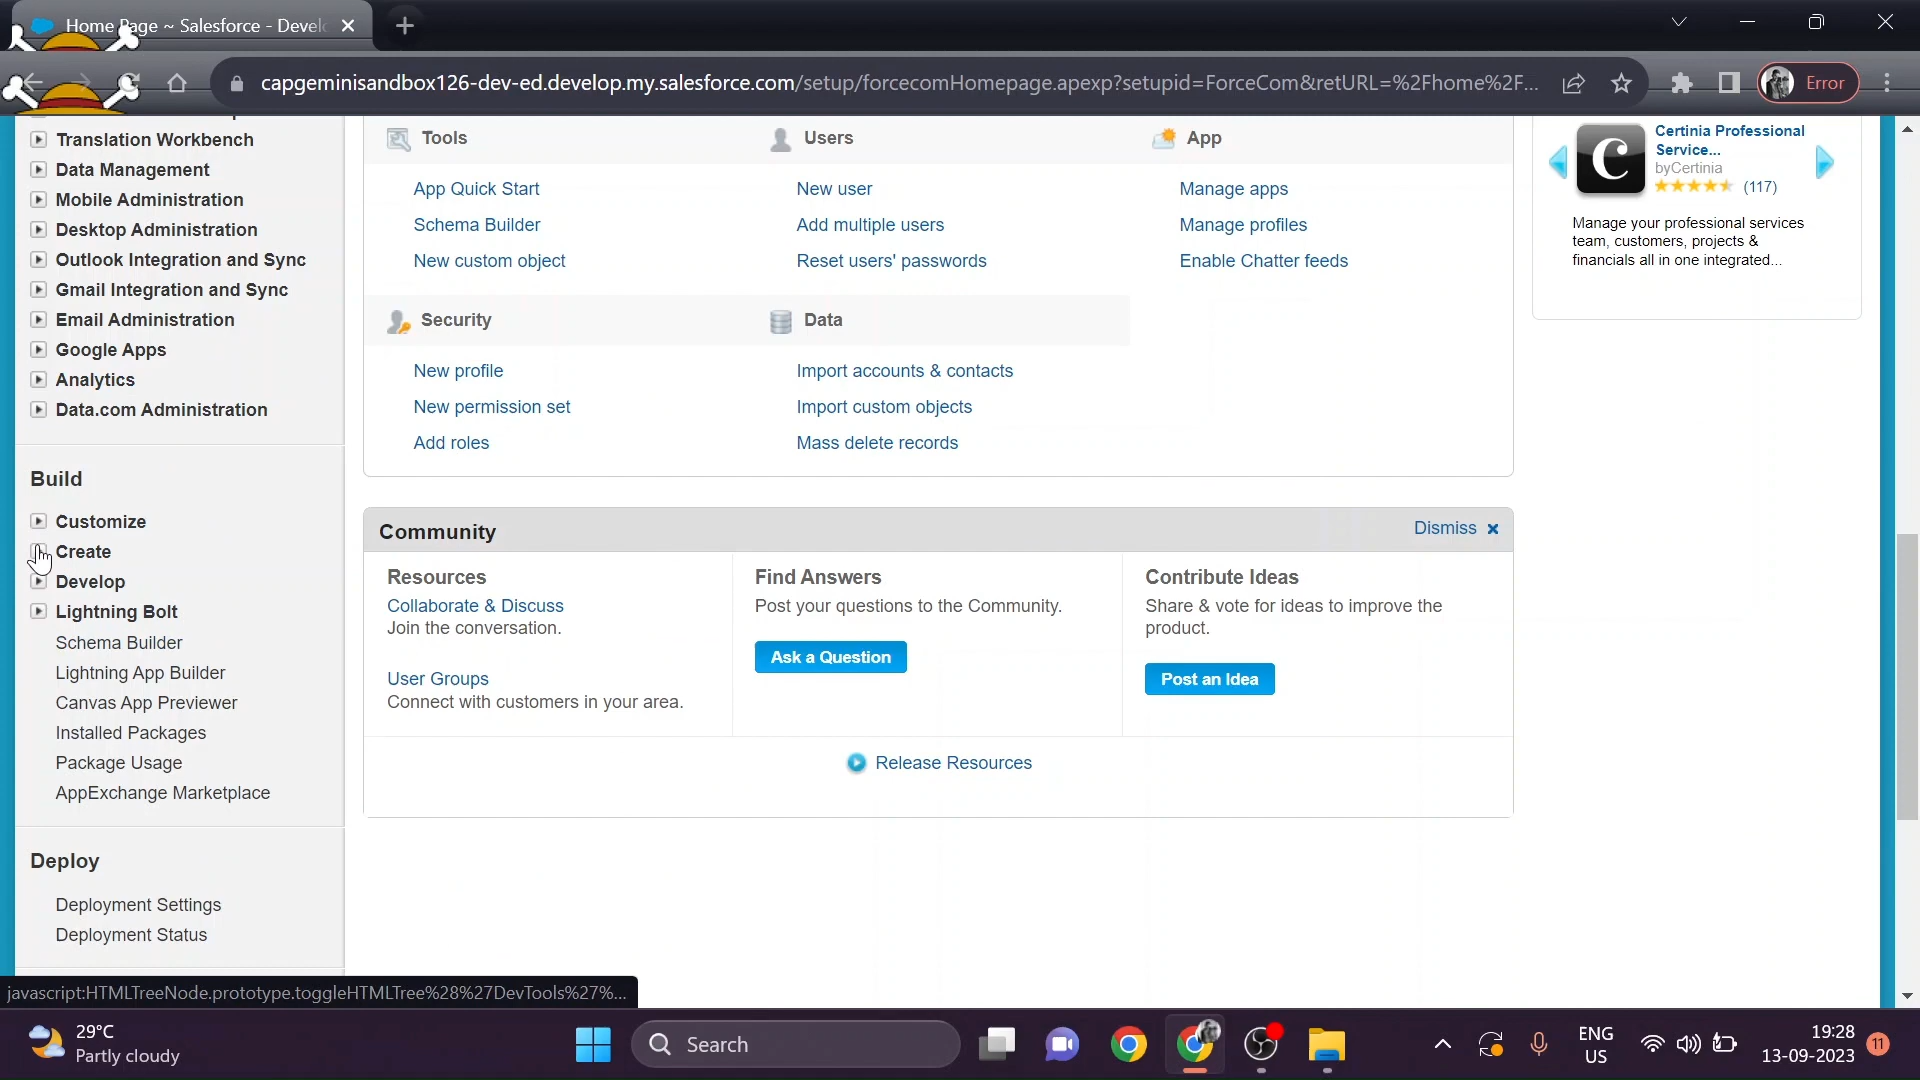 Home Page ~ Salesforce - Devel
capgeminisandbox126-dev-ed.develop.my.salesforce.com/setup/forcecomHomepage.apexp?setupid=ForceCom&retURL=%2Fhome%2F...
Error
Translation Workbench
Data Management
Mobile Administration
Desktop Administration
Outlook Integration and Sync
Gmail Integration and Sync
Email Administration
Google Apps
Analytics
Data.com Administration
Build
Customize
Create
Develop
Lightning Bolt
Schema Builder
Lightning App Builder
Canvas App Previewer
Installed Packages
Package Usage
AppExchange Marketplace
Deploy
Deployment Settings
Deployment Status
Tools
App Quick Start
Schema Builder
New custom object
Users
New user
Add multiple users
Reset users' passwords
App
Manage apps
Manage profiles
Enable Chatter feeds
Security
New profile
New permission set
Add roles
Data
Import accounts & contacts
Import custom objects
Mass delete records
Community
Dismiss
Resources
Collaborate & Discuss
Join the conversation.
User Groups
Connect with customers in your area.
Find Answers
Post your questions to the Community.
Ask a Question
Contribute Ideas
Share & vote for ideas to improve the
product.
Post an Idea
Release Resources
C
Certinia Professional
Service...
byCertinia
(117)
Manage your professional services
team, customers, projects &
financials all in one integrated...
javascript:HTMLTreeNode.prototype.toggleHTMLTree%28%27DevTools%27%...
29°C
Partly cloudy
Search
ENG
US
19:28
13-09-2023
11